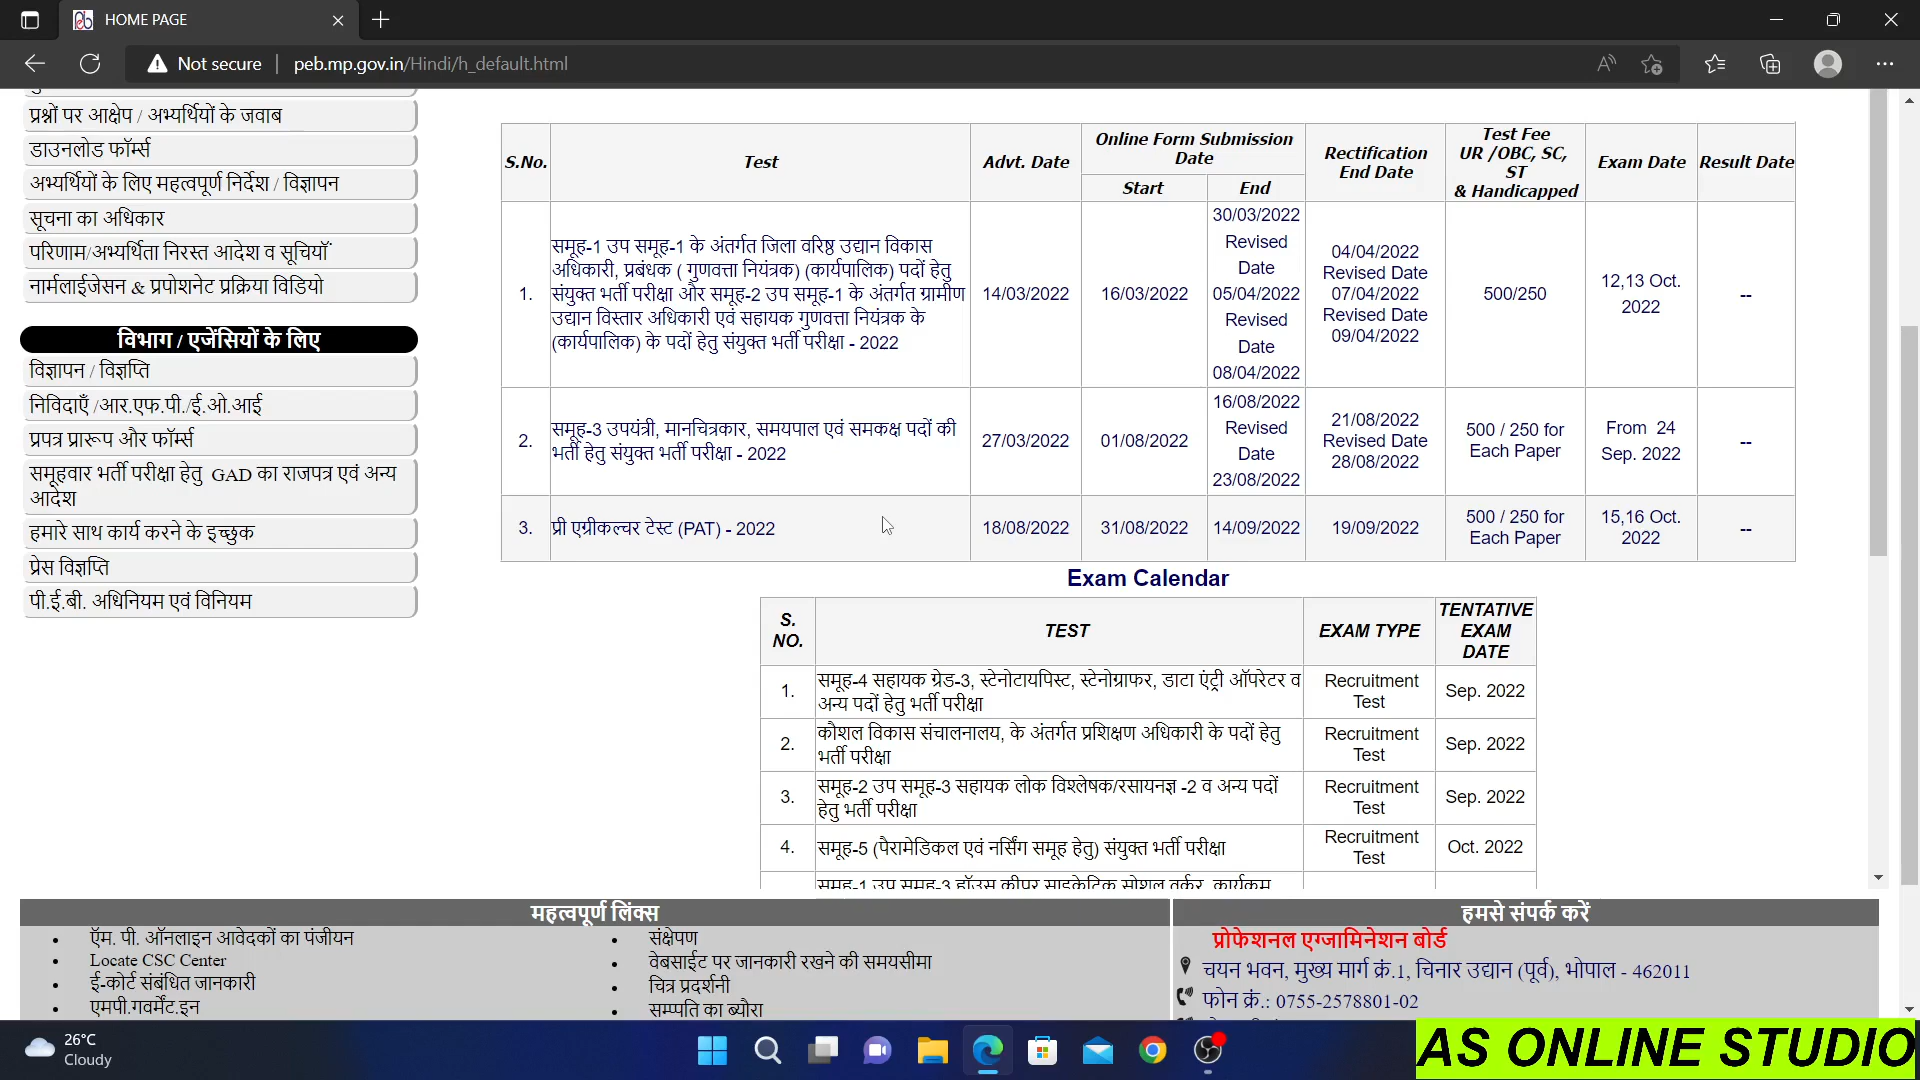 HOME PAGE
Not secure
peb.mp.gov.in/Hindi/h_default.html
प्रश्नों पर आक्षेप / अभ्यर्थियों के जवाब
डाउनलोड फॉर्म्स
अभ्यर्थियों के लिए महत्वपूर्ण निर्देश / विज्ञापन
सूचना का अधिकार
परिणाम/अभ्यर्थिता निरस्त आदेश व सूचियाँ
नार्मलाईजेसन & प्रपोशनेट प्रक्रिया विडियो
विभाग / एजेंसियों के लिए
विज्ञापन / विज्ञप्ति
निविदाएँ /आर.एफ.पी./ई.ओ.आई
प्रपत्र प्रारूप और फॉर्म्स
समूहवार भर्ती परीक्षा हेतु GAD का राजपत्र एवं अन्य
आदेश
हमारे साथ कार्य करने के इच्छुक
प्रेस विज्ञप्ति
पी.ई.बी. अधिनियम एवं विनियम
S.No.
Test
Advt. Date
Online Form Submission
Date
Start
End
Rectification
End Date
Test Fee
UR /OBC, SC,
ST
& Handicapped
Exam Date
Result Date
1.
समूह-1 उप समूह-1 के अंतर्गत जिला वरिष्ठ उद्यान विकास
अधिकारी, प्रबंधक ( गुणवत्ता नियंत्रक) (कार्यपालिक) पदों हेतु
संयुक्त भर्ती परीक्षा और समूह-2 उप समूह-1 के अंतर्गत ग्रामीण
उद्यान विस्तार अधिकारी एवं सहायक गुणवत्ता नियंत्रक के
(कार्यपालिक) के पदों हेतु संयुक्त भर्ती परीक्षा - 2022
14/03/2022
16/03/2022
30/03/2022
Revised
Date
05/04/2022
Revised
Date
08/04/2022
04/04/2022
Revised Date
07/04/2022
Revised Date
09/04/2022
500/250
12,13 Oct.
2022
--
2.
समूह-3 उपयंत्री, मानचित्रकार, समयपाल एवं समकक्ष पदों की
भर्ती हेतु संयुक्त भर्ती परीक्षा - 2022
27/03/2022
01/08/2022
16/08/2022
Revised
Date
23/08/2022
21/08/2022
Revised Date
28/08/2022
500 / 250 for
Each Paper
From 24
Sep. 2022
--
3.
प्री एग्रीकल्चर टेस्ट (PAT) - 2022
18/08/2022
31/08/2022
14/09/2022
19/09/2022
500 / 250 for
Each Paper
15,16 Oct.
2022
--
Exam Calendar
S.
NO.
TEST
EXAM TYPE
TENTATIVE
EXAM
DATE
1.
समूह-4 सहायक ग्रेड-3, स्टेनोटायपिस्ट, स्टेनोग्राफर, डाटा एंट्री ऑपरेटर व
अन्य पदों हेतु भर्ती परीक्षा
Recruitment
Test
Sep. 2022
2.
कौशल विकास संचालनालय, के अंतर्गत प्रशिक्षण अधिकारी के पदों हेतु
भर्ती परीक्षा
Recruitment
Test
Sep. 2022
3.
समूह-2 उप समूह-3 सहायक लोक विश्लेषक/रसायनज्ञ -2 व अन्य पदों
हेतु भर्ती परीक्षा
Recruitment
Test
Sep. 2022
4.
समूह-5 (पैरामेडिकल एवं नर्सिंग समूह हेतु) संयुक्त भर्ती परीक्षा
Recruitment
Test
Oct. 2022
महत्वपूर्ण लिंक्स
ऍम. पी. ऑनलाइन आवेदकों का पंजीयन
Locate CSC Center
ई-कोर्ट संबंधित जानकारी
एमपी.गवर्मेंट.इन
संक्षेपण
वेबसाईट पर जानकारी रखने की समयसीमा
चित्र प्रदर्शनी
सम्पति का ब्यौरा
हमसे संपर्क करें
प्रोफेशनल एग्जामिनेशन बोर्ड
चयन भवन, मुख्य मार्ग क्रं.1, चिनार उद्यान (पूर्व), भोपाल - 462011
फोन क्रं.: 0755-2578801-02
26°C
Cloudy
AS ONLINE STUDIO